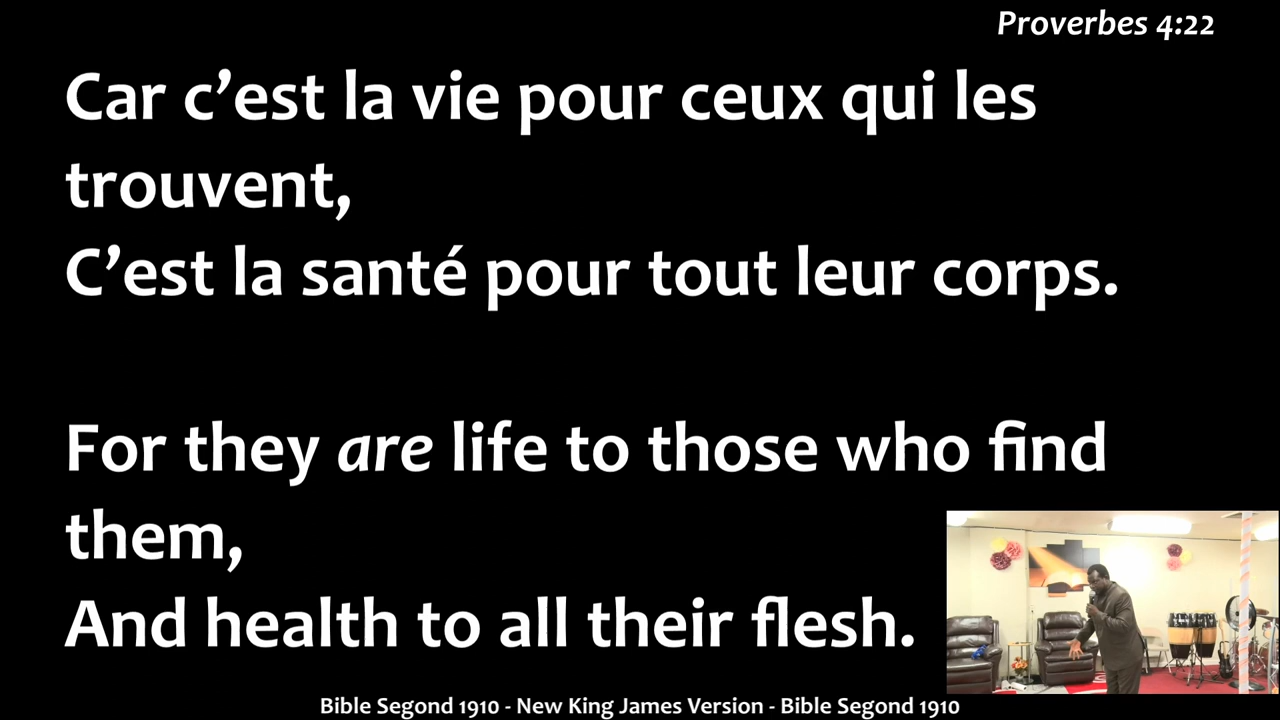 Proverbes 4:22
Car c’est la vie pour ceux qui les
trouvent,
C’est la santé pour tout leur corps.
For they are life to those who find
them,
And health to all their flesh.
Bible Segond 1910 - New King James Version - Bible Segond 1910